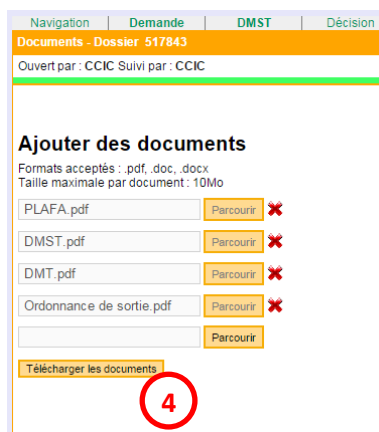 Navigation Demande DMST Décision
Documents - Dossier 517843
Ouvert par : CCIC Suivi par : CCIC
Ajouter des documents
Formats acceptés : .pdf, .doc, .docx
Taille maximale par document : 10Mo
PLAFA.pdf Parcourir
DMST.pdf Parcourir
DMT.pdf Parcourir
Ordonnance de sortie.pdf Parcourir
Parcourir
Télécharger les documents
4